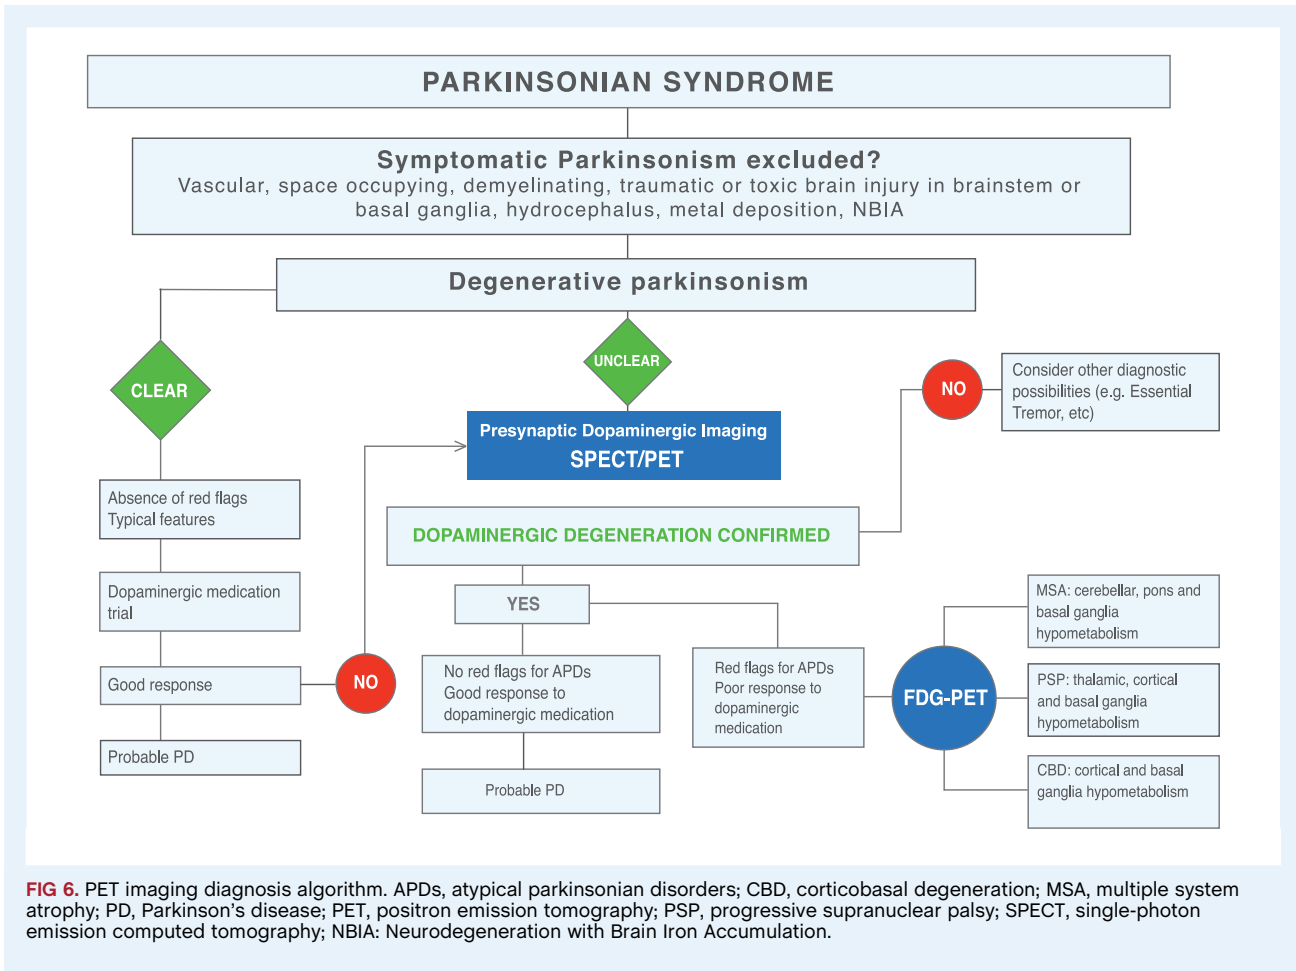 PARKINSONIAN SYNDROME
Symptomatic Parkinsonism excluded?
Vascular, space occupying, demyelinating, traumatic or toxic brain injury in brainstem or
basal ganglia, hydrocephalus, metal deposition, NBIA
Degenerative parkinsonism
CLEAR
UNCLEAR
NO
Consider other diagnostic
possibilities (e.g. Essential
Tremor, etc)
Presynaptic Dopaminergic Imaging
SPECT/PET
Absence of red flags
Typical features
DOPAMINERGIC DEGENERATION CONFIRMED
Dopaminergic medication
trial
YES
Good response
NO
No red flags for APDs
Good response to
dopaminergic medication
Red flags for APDs
Poor response to
dopaminergic
medication
FDG-PET
MSA: cerebellar, pons and
basal ganglia
hypometabolism
PSP: thalamic, cortical
and basal ganglia
hypometabolism
CBD: cortical and basal
ganglia hypometabolism
Probable PD
Probable PD
FIG 6. PET imaging diagnosis algorithm. APDs, atypical parkinsonian disorders; CBD, corticobasal degeneration; MSA, multiple system
atrophy; PD, Parkinson's disease; PET, positron emission tomography; PSP, progressive supranuclear palsy; SPECT, single-photon
emission computed tomography; NBIA: Neurodegeneration with Brain Iron Accumulation.